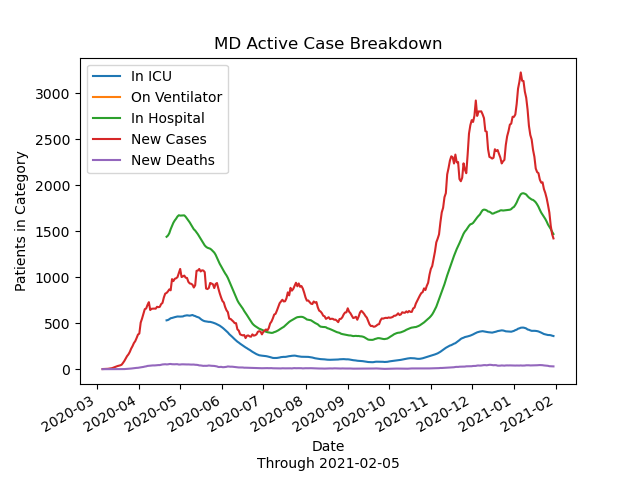 MD Active Case Breakdown
In ICU
On Ventilator
In Hospital
New Cases
New Deaths
Patients in Category
3000
2500
2000
1500
1000
500
0
2020-03
2020-04
2020-05
2020-06
2020-07
2020-08
2020-09
2020-10
2020-11
2020-12
2021-01
2021-02
Date
Through 2021-02-05